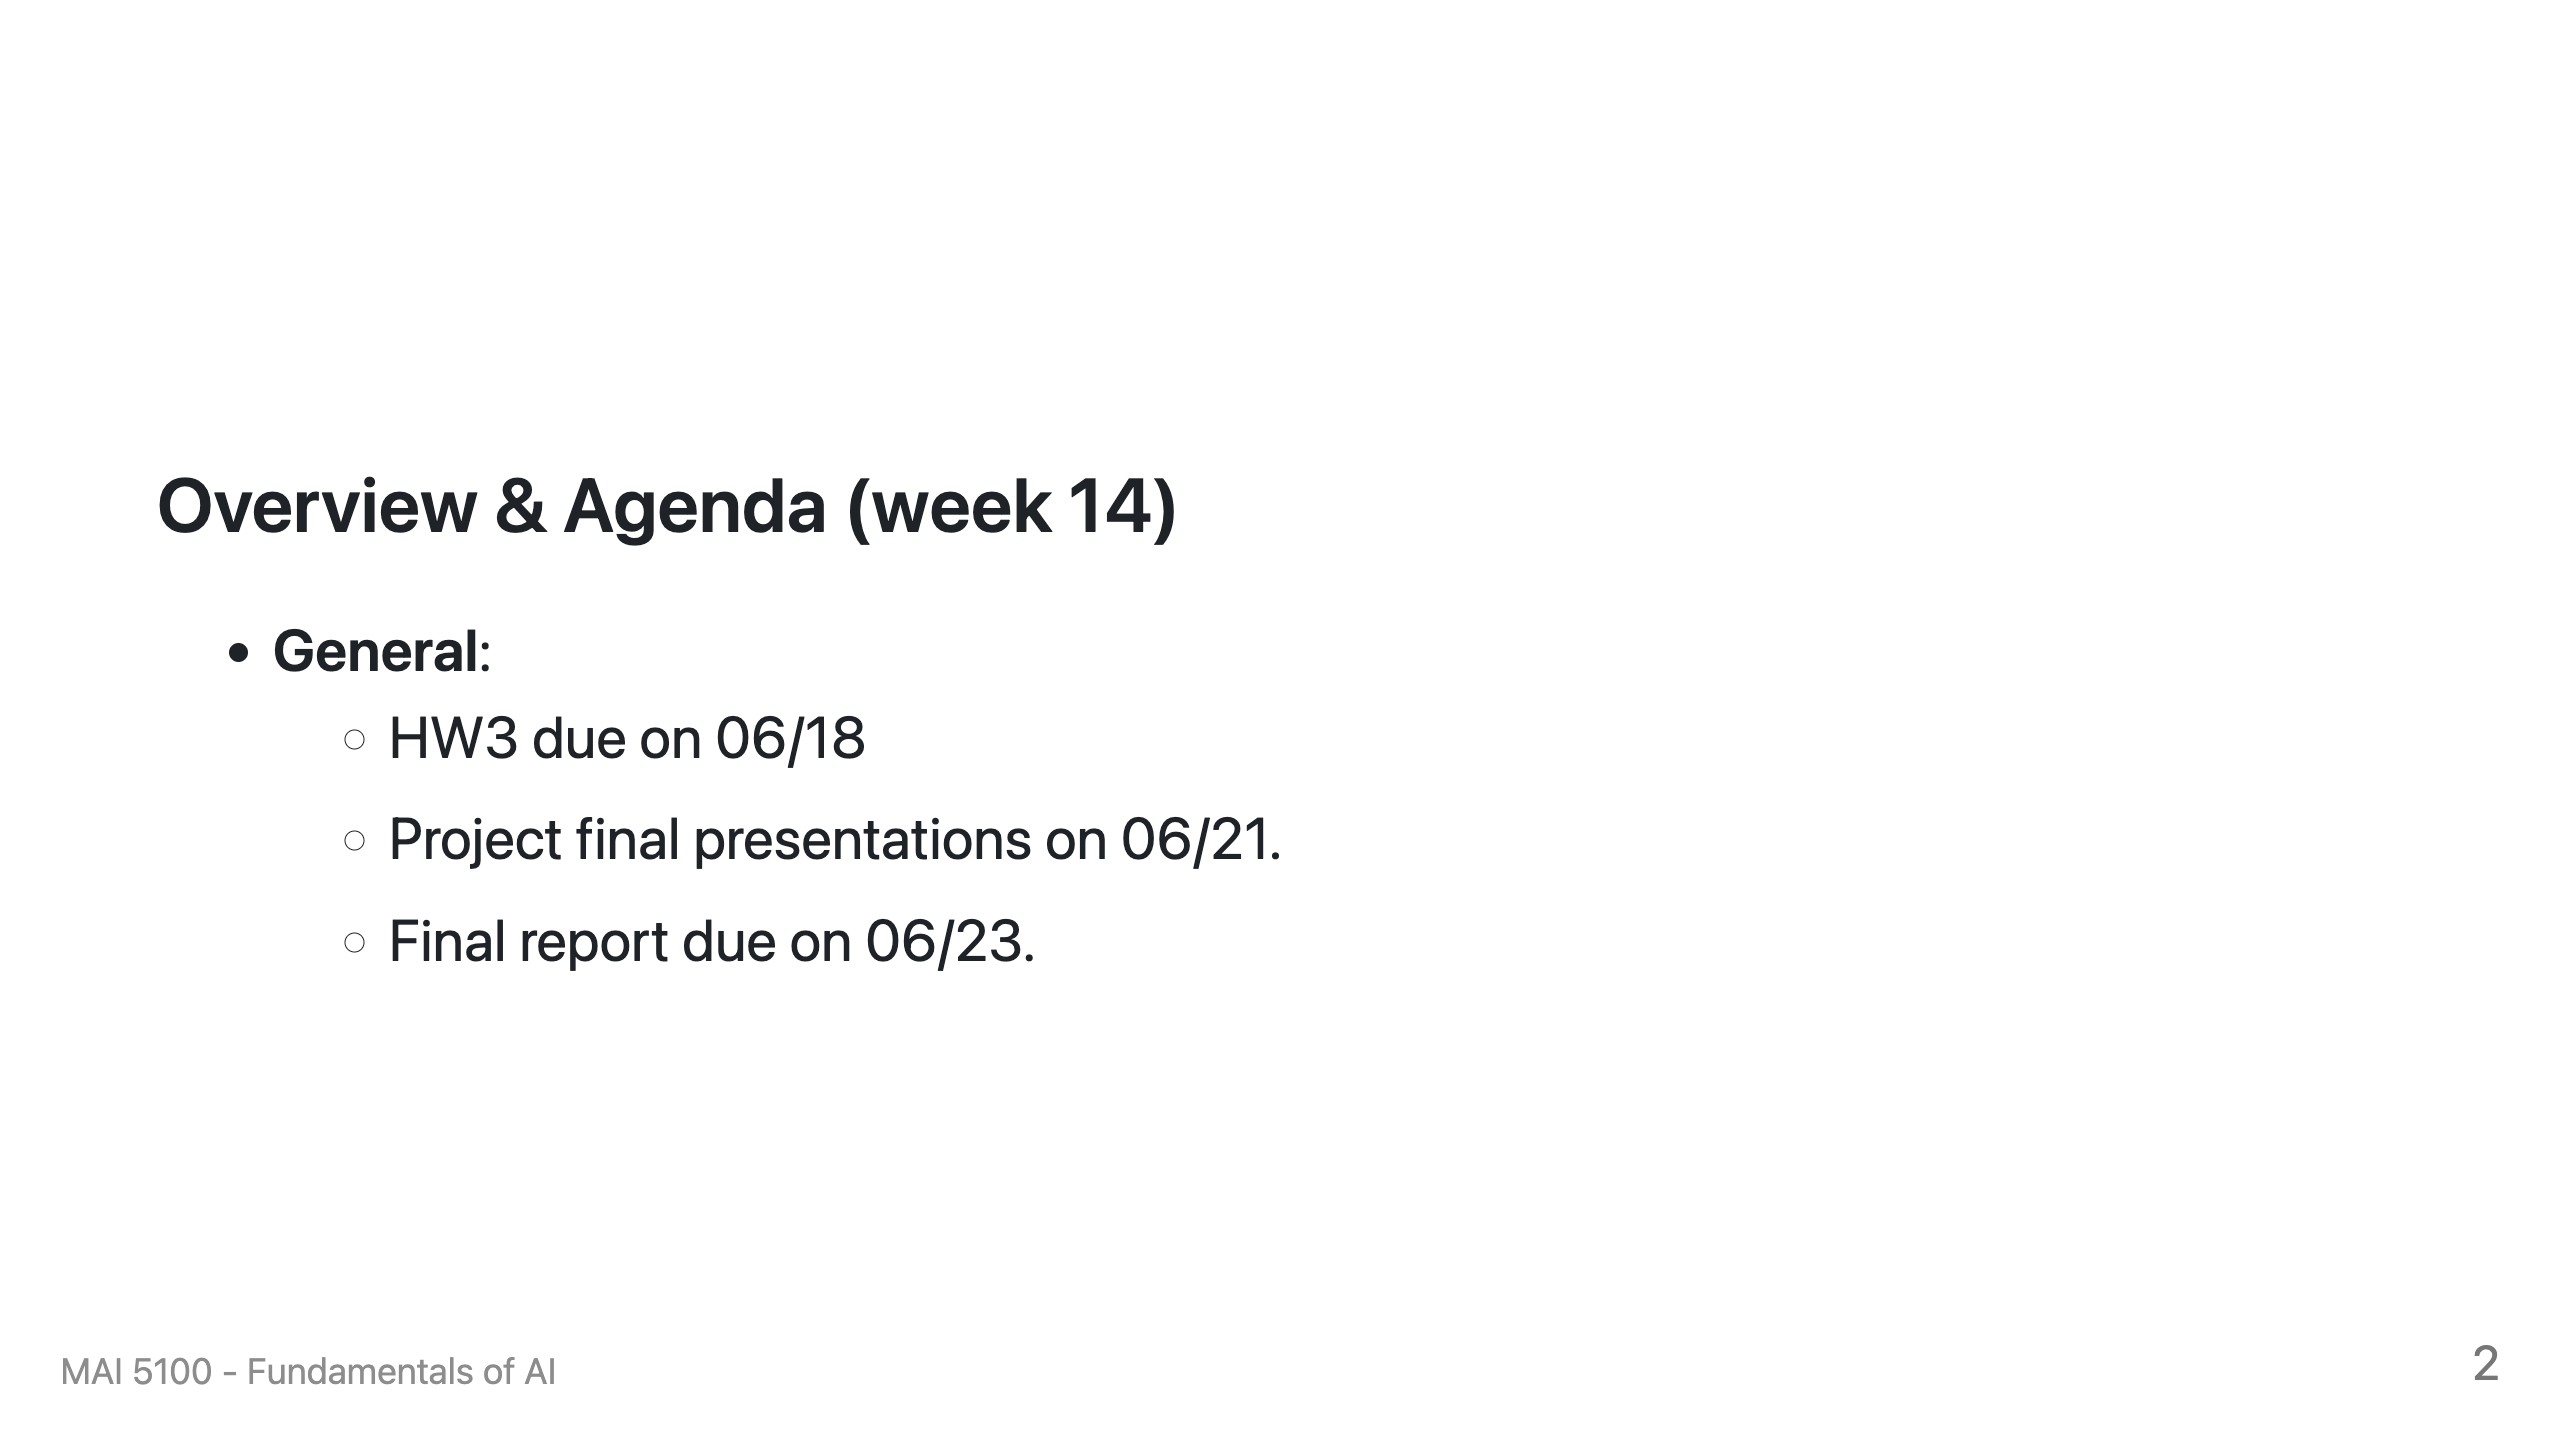 Overview & Agenda (week 14)
• General:
○ HW3 due on 06/18
○ Project final presentations on 06/21.
○ Final report due on 06/23.
MAI 5100 - Fundamentals of AI
2